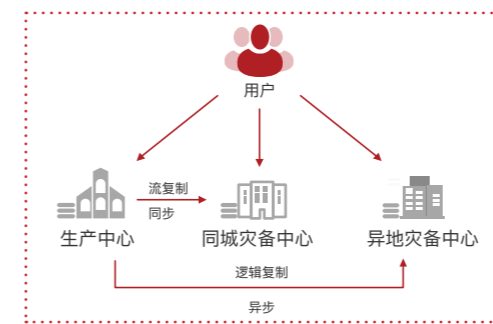 用户
流复制
同步
生产中心
同城灾备中心
异地灾备中心
逻辑复制
异步